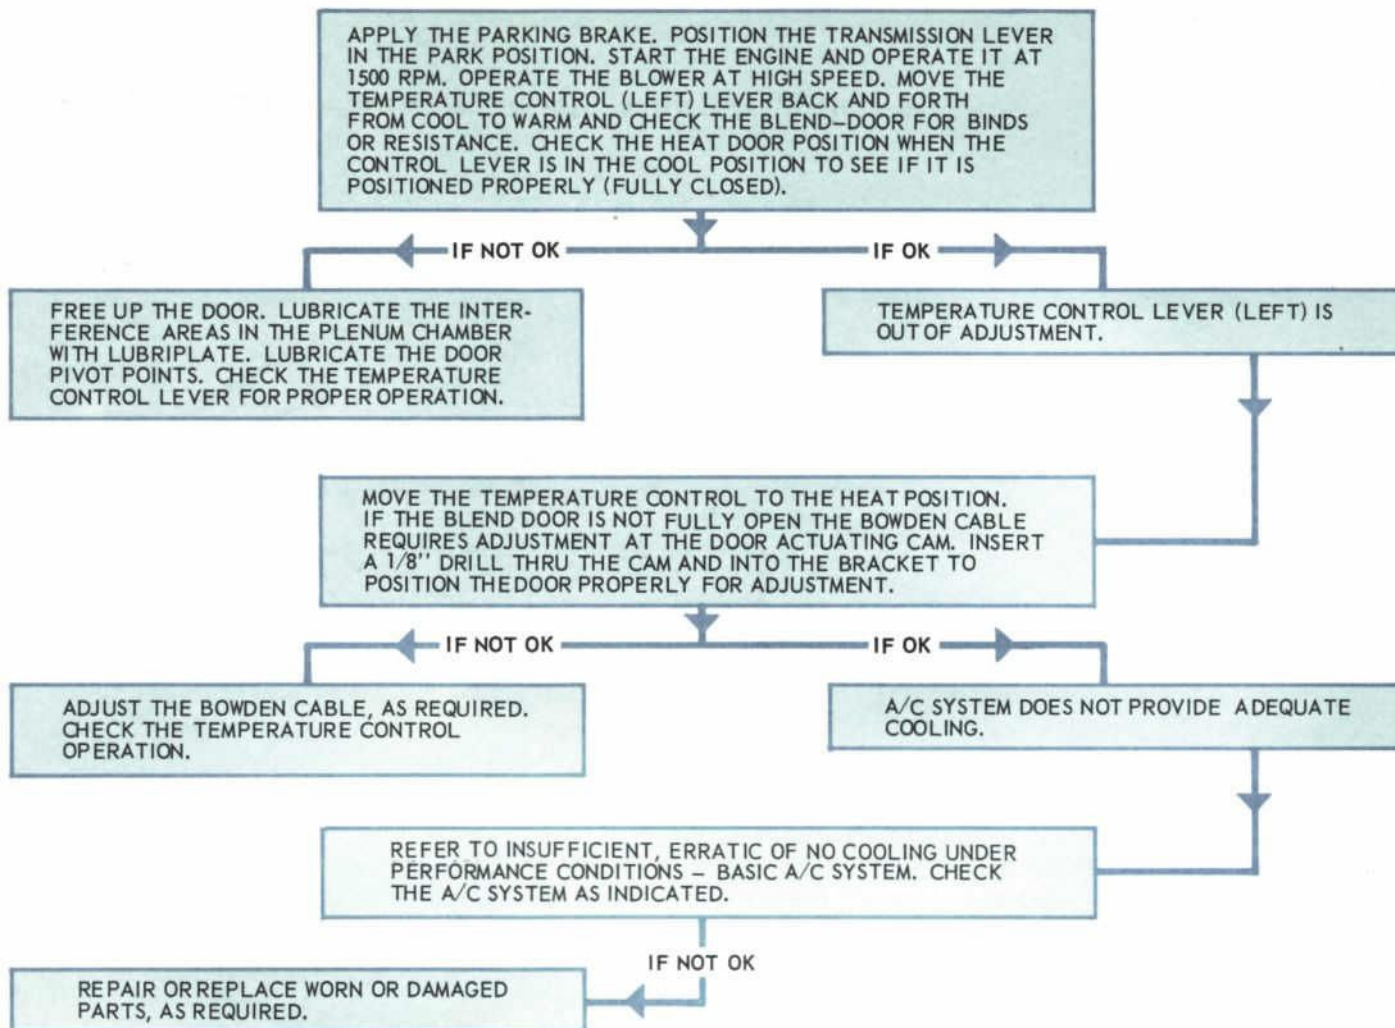 APPLY THE PARKING BRAKE. POSITION THE TRANSMISSION LEVER
IN THE PARK POSITION. START THE ENGINE AND OPERATE IT AT
1500 RPM. OPERATE THE BLOWER AT HIGH SPEED. MOVE THE
TEMPERATURE CONTROL (LEFT) LEVER BACK AND FORTH
FROM COOL TO WARM AND CHECK THE BLEND-DOOR FOR BINDS
OR RESISTANCE. CHECK THE HEAT DOOR POSITION WHEN THE
CONTROL LEVER IS IN THE COOL POSITION TO SEE IF IT IS
POSITIONED PROPERLY (FULLY CLOSED).
IF NOT OK
IF OK
FREE UP THE DOOR. LUBRICATE THE INTER-
FERENCE AREAS IN THE PLENUM CHAMBER
WITH LUBRIPLATE. LUBRICATE THE DOOR
PIVOT POINTS. CHECK THE TEMPERATURE
CONTROL LEVER FOR PROPER OPERATION.
TEMPERATURE CONTROL LEVER (LEFT) IS
OUT OF ADJUSTMENT.
MOVE THE TEMPERATURE CONTROL TO THE HEAT POSITION.
IF THE BLEND DOOR IS NOT FULLY OPEN THE BOWDEN CABLE
REQUIRES ADJUSTMENT AT THE DOOR ACTUATING CAM. INSERT
A 1/8'' DRILL THRU THE CAM AND INTO THE BRACKET TO
POSITION THE DOOR PROPERLY FOR ADJUSTMENT.
IF NOT OK
IF OK
ADJUST THE BOWDEN CABLE, AS REQUIRED.
CHECK THE TEMPERATURE CONTROL
OPERATION.
A/C SYSTEM DOES NOT PROVIDE ADEQUATE
COOLING.
REFER TO INSUFFICIENT, ERRATIC OF NO COOLING UNDER
PERFORMANCE CONDITIONS – BASIC A/C SYSTEM. CHECK
THE A/C SYSTEM AS INDICATED.
IF NOT OK
REPAIR OR REPLACE WORN OR DAMAGED
PARTS, AS REQUIRED.